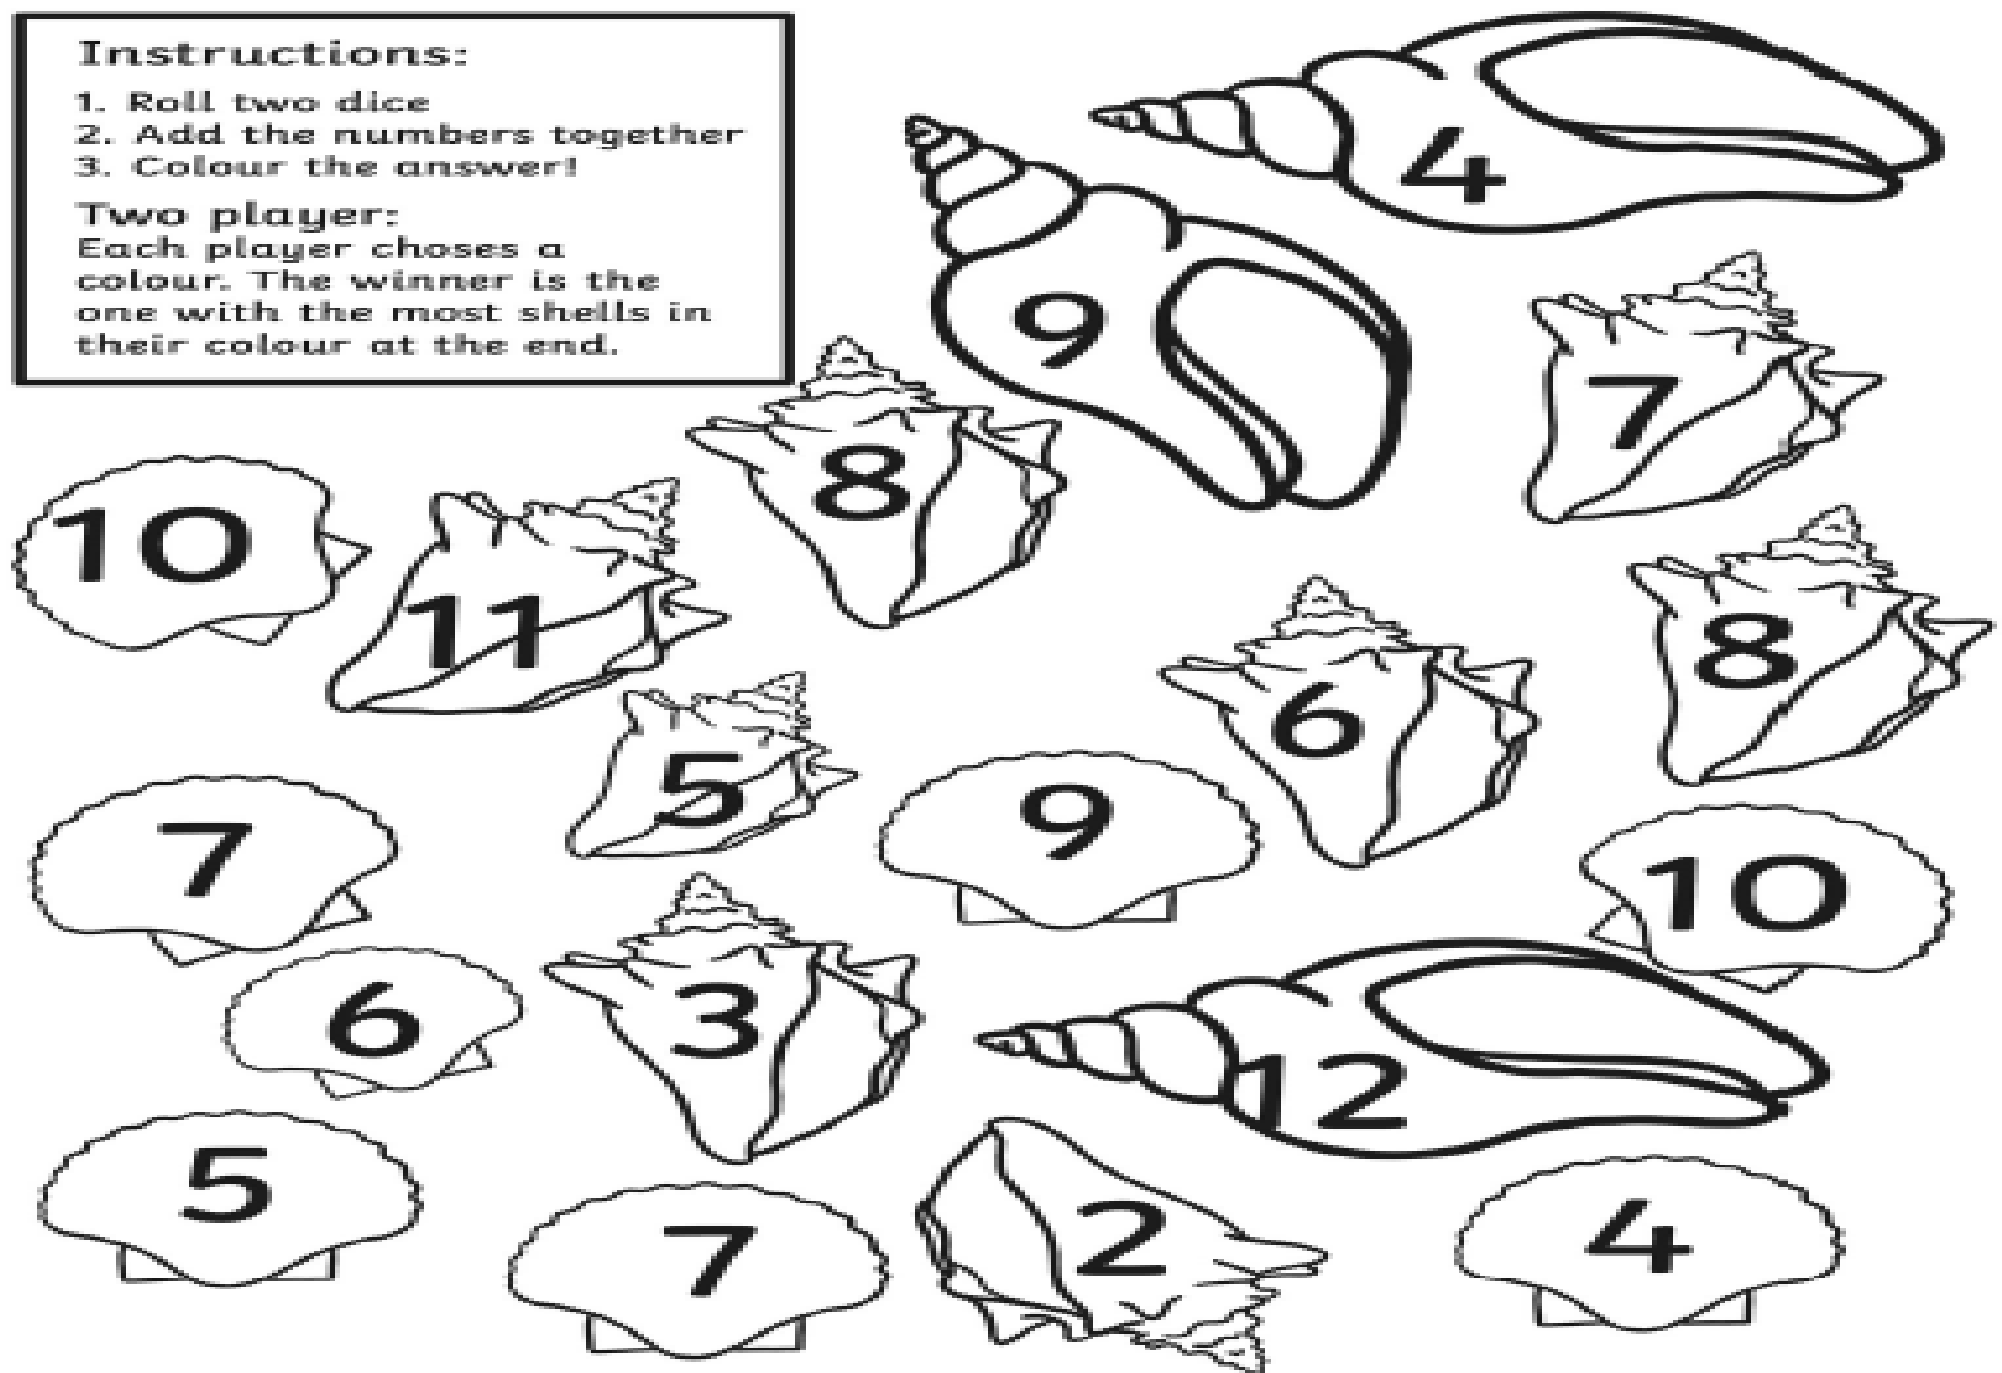 Instructions:
1. Roll two dice
2. Add the numbers together
3. Colour the answer!
Two player:
Each player choses a
colour. The winner is the
one with the most shells in
their colour at the end.
4
9
7
8
10
11
8
6
5
9
7
10
6
3
12
5
7
2
4